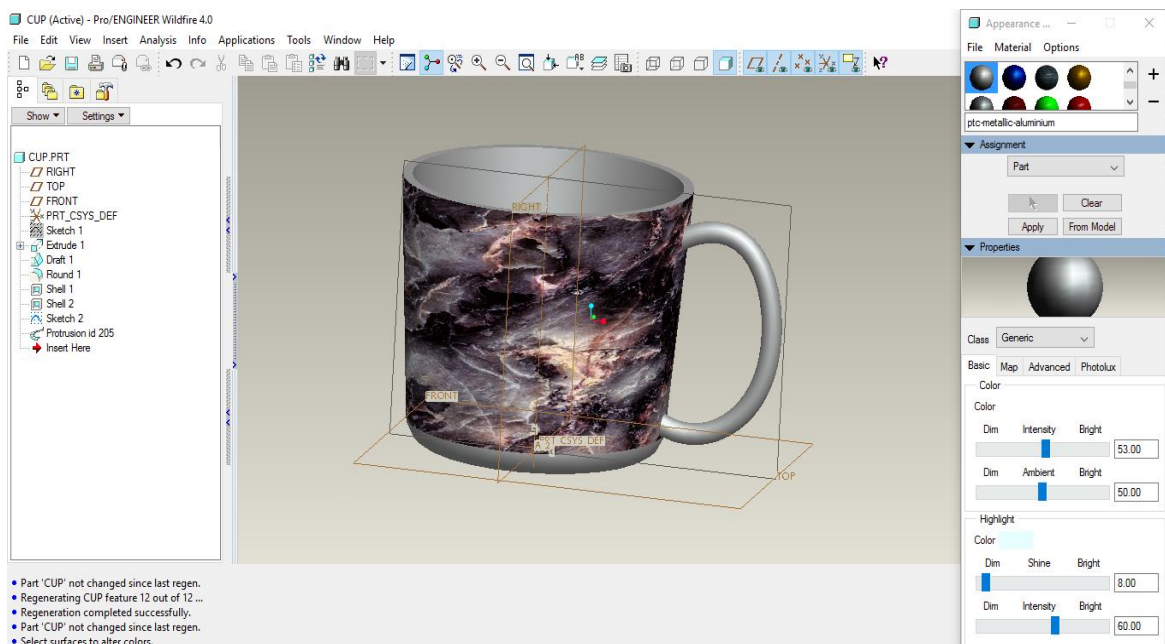 CUP (Active) - Pro/ENGINEER Wildfire 4.0
File Edit View Insert Analysis Info Applications Tools Window Help
Show Settings
CUP.PRT
RIGHT
TOP
FRONT
PRT_CSYS_DEF
Sketch 1
Extrude 1
Draft 1
Round 1
Shell 1
Shell 2
Sketch 2
Protrusion id 205
Insert Here
RIGHT
FRONT
PRT_CSYS_DEF
A_2
TOP
Part 'CUP' not changed since last regen.
Regenerating CUP feature 12 out of 12 ...
Regeneration completed successfully.
Part 'CUP' not changed since last regen.
Select surfaces to alter colors.
Appearance ...
File Material Options
ptc-metallic-aluminium
Assignment
Part
Clear
Apply From Model
Properties
Class Generic
Basic Map Advanced Photolux
Color
Color
Dim Intensity Bright
53.00
Dim Ambient Bright
50.00
Highlight
Color
Dim Shine Bright
8.00
Dim Intensity Bright
60.00